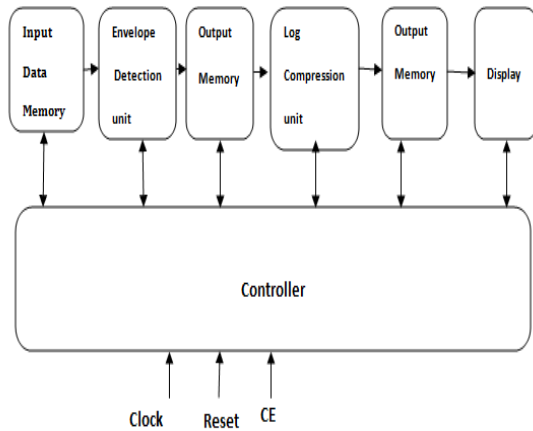 Input
Data
Memory
Envelope
Detection
unit
Output
Memory
Log
Compression
unit
Output
Memory
Display
Controller
Clock
Reset
CE